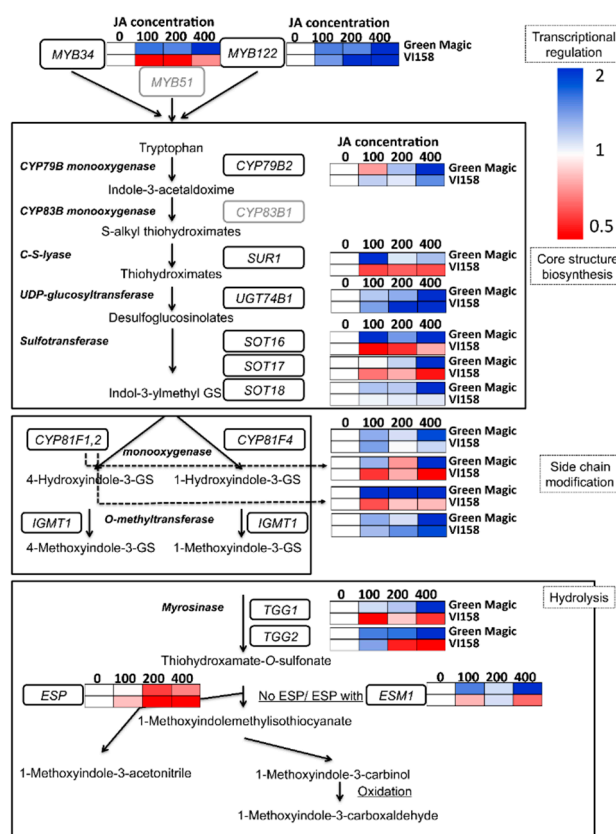 JA concentration
JA concentration
0 100 200 400
0 100 200 400
MYB34
MYB122
Green Magic
VI158
MYB51
Transcriptional regulation
2
1
0.5
Tryptophan
JA concentration
0 100 200 400
CYP79B monooxygenase
CYP79B2
Green Magic
VI158
Indole-3-acetaldoxime
CYP83B monooxygenase
CYP83B1
S-alkyl thiohydroximates
C-S-lyase
SUR1
100 200 400
Green Magic
VI158
Core structure biosynthesis
Thiohydroximates
UDP-glucosyltransferase
UGT74B1
100 200 400
Green Magic
VI158
Desulfoglucosinolates
Sulfotransferase
SOT16
100 200 400
Green Magic
VI158
SOT17
Green Magic
VI158
Indol-3-ylmethyl GS
SOT18
Green Magic
VI158
0 100 200 400
CYP81F1,2
CYP81F4
monooxygenase
Green Magic
VI158
4-Hydroxyindole-3-GS
1-Hydroxyindole-3-GS
Green Magic
VI158
Side chain modification
Green Magic
VI158
IGMT1
O-methyltransferase
IGMT1
Green Magic
VI158
4-Methoxyindole-3-GS
1-Methoxyindole-3-GS
Hydrolysis
0 100 200 400
Myrosinase
TGG1
Green Magic
VI158
TGG2
Green Magic
VI158
Thiohydroxamate-O-sulfonate
0 100 200 400
0 100 200 400
ESP
No ESP/ ESP with
ESM1
Green Magic
VI158
1-Methoxyindolemethylisothiocyanate
1-Methoxyindole-3-acetonitrile
1-Methoxyindole-3-carbinol
Oxidation
1-Methoxyindole-3-carboxaldehyde